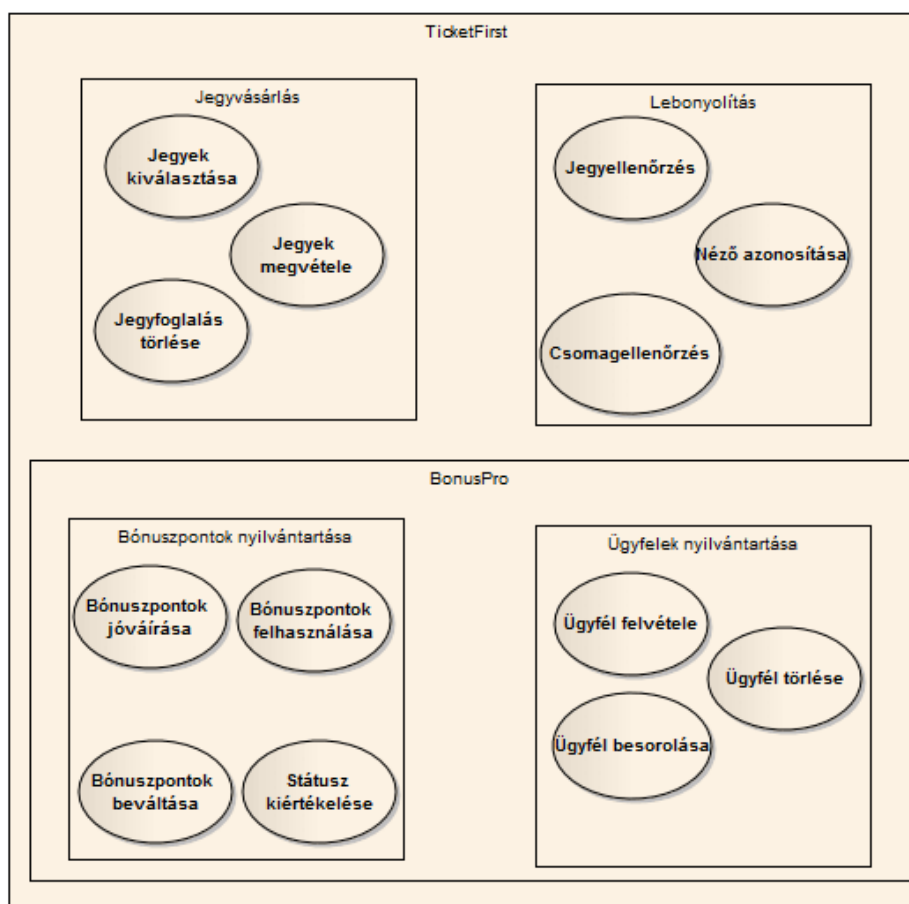 TicketFirst
Jegyvásárlás
Jegyek
kiválasztása
Jegyek
megvétele
Jegyfoglalás
törlése
Lebonyolítás
Jegyellenőrzés
Néző azonosítása
Csomagellenőrzés
BonusPro
Bónuszpontok nyilvántartása
Bónuszpontok
jóváírása
Bónuszpontok
felhasználása
Bónuszpontok
beváltása
Státusz
kiértékelése
Ügyfelek nyilvántartása
Ügyfél felvétele
Ügyfél törlése
Ügyfél besorolása